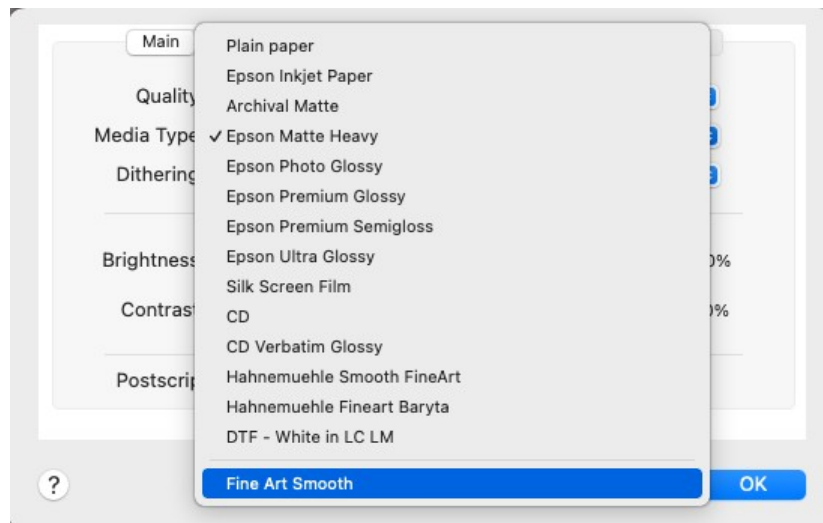 Main
Plain paper
Epson Inkjet Paper
Quality
Archival Matte
Media Type
✓ Epson Matte Heavy
Epson Photo Glossy
Dithering
Epson Premium Glossy
Epson Premium Semigloss
Brightness
Epson Ultra Glossy
0%
Silk Screen Film
Contrast
CD
0%
CD Verbatim Glossy
Postscrip
Hahnemuehle Smooth FineArt
Hahnemuehle Fineart Baryta
DTF - White in LC LM
?
Fine Art Smooth
OK